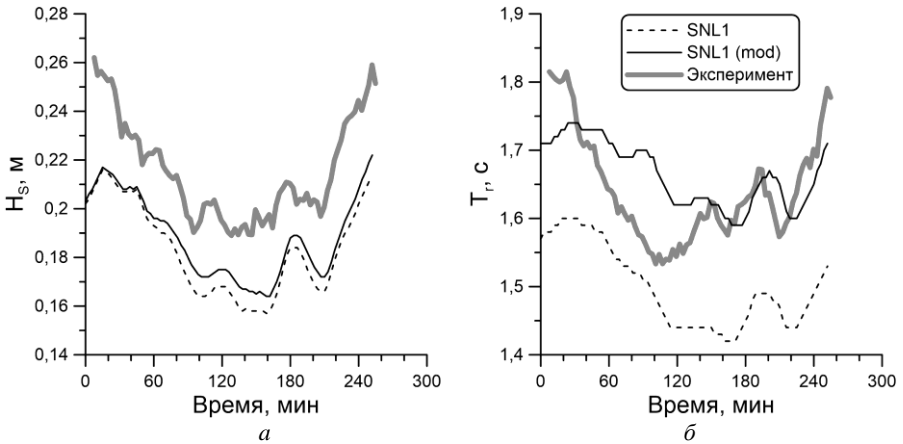 0,28
0,26
0,24
0,22
0,2
0,18
0,16
0,14
Hs, м
0 60 120 180 240 300
Время, мин
а
1,9
1,8
1,7
1,6
1,5
1,4
Tr, с
SNL1
SNL1 (mod)
Эксперимент
0 60 120 180 240 300
Время, мин
б